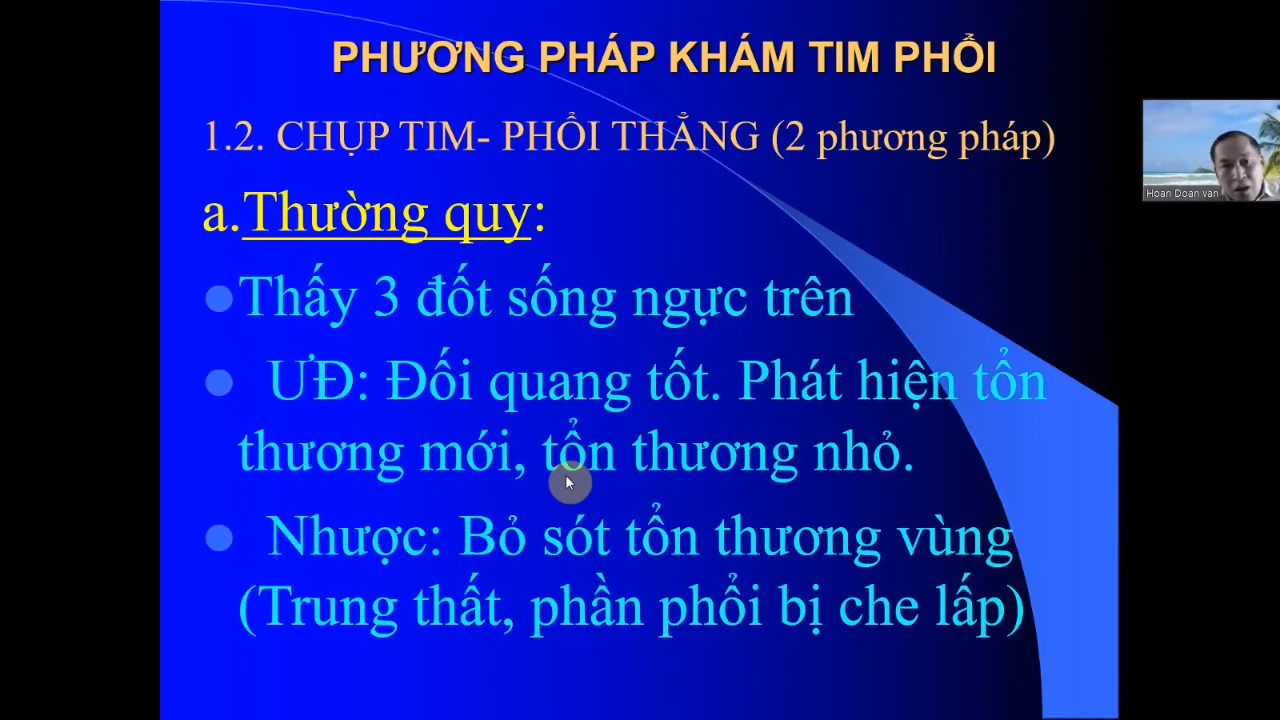 PHƯƠNG PHÁP KHÁM TIM PHỔI
1.2. CHỤP TIM- PHỔI THẲNG (2 phương pháp)
a.Thường quy:
Thấy 3 đốt sống ngực trên
ƯĐ: Đối quang tốt. Phát hiện tổn
thương mới, tổn thương nhỏ.
Nhược: Bỏ sót tổn thương vùng
(Trung thất, phần phổi bị che lấp)
Hoan Doan van